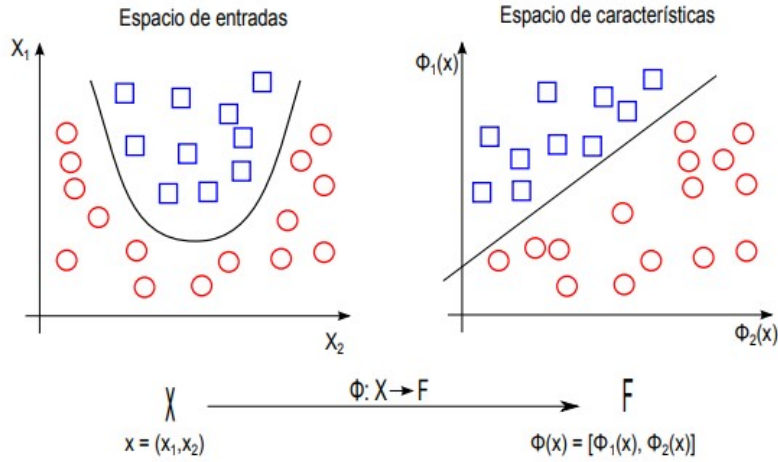 Espacio de entradas
X₁
X₂
Espacio de características
Φ₁(x)
Φ₂(x)
Φ: X→F
X
x = (x₁,x₂)
F
Φ(x) = [Φ₁(x), Φ₂(x)]